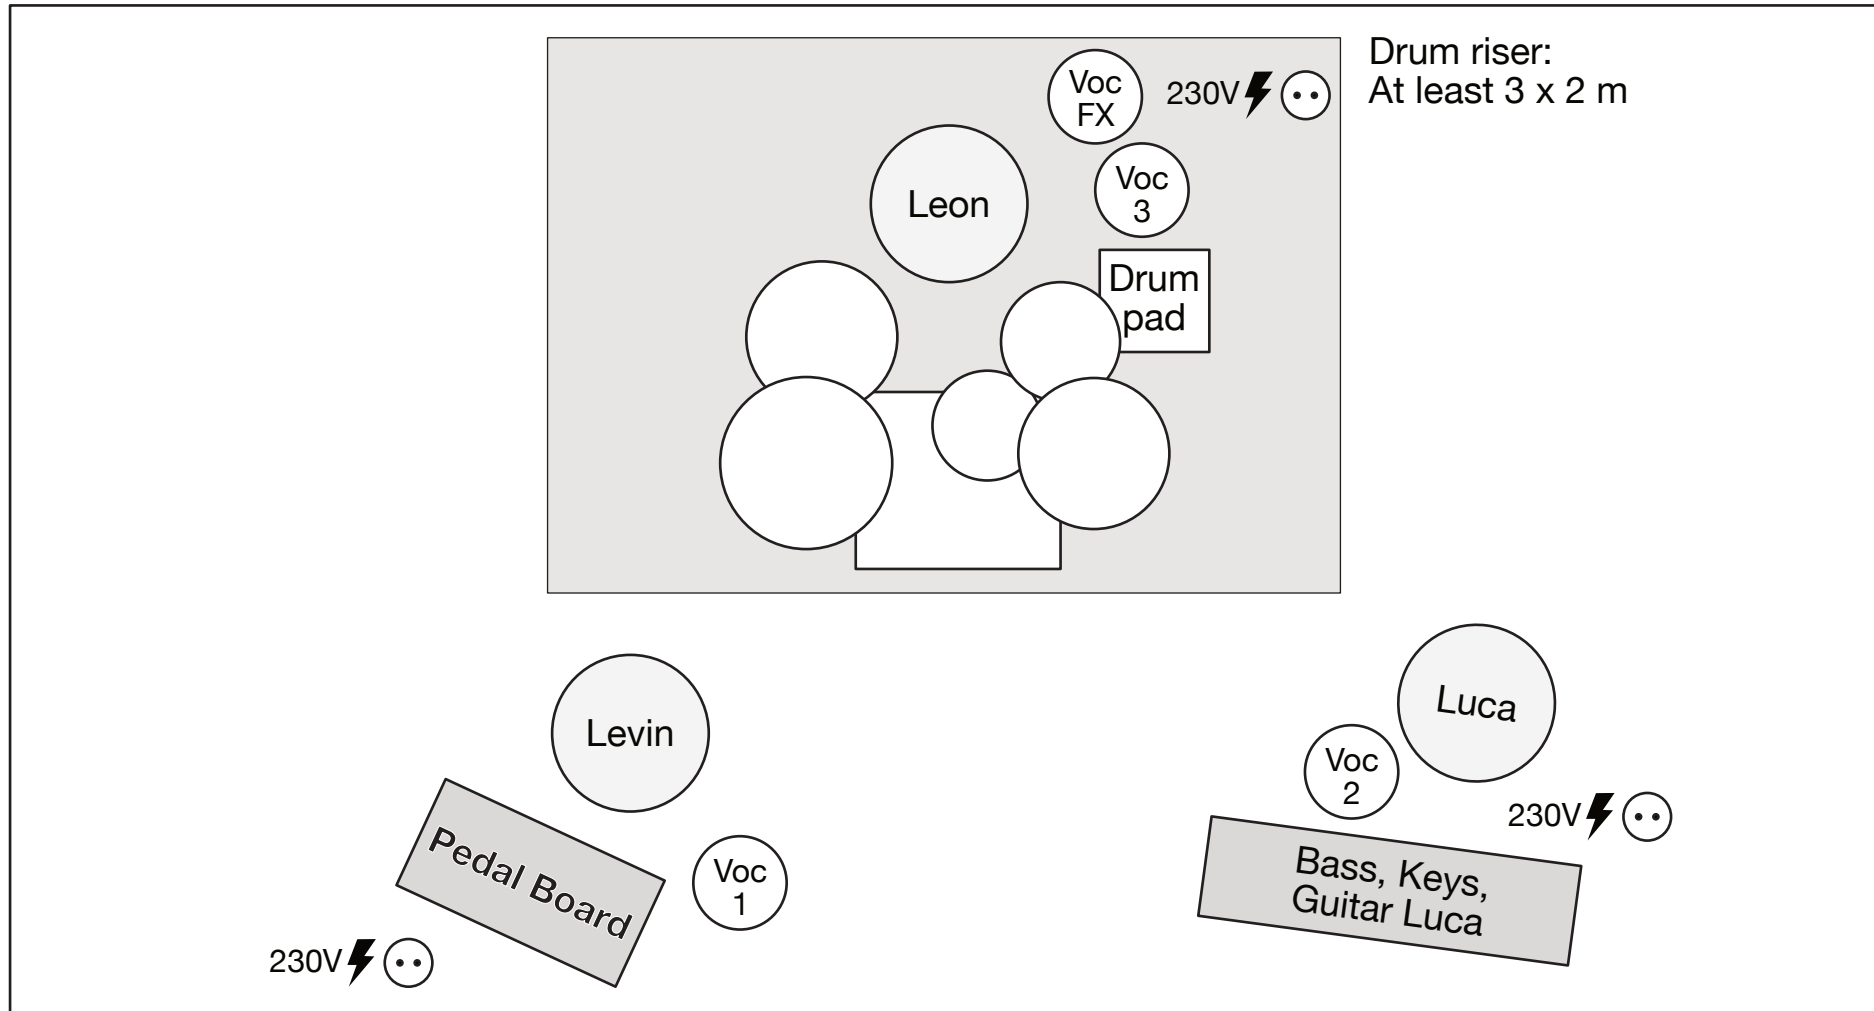 Drum riser:
At least 3 x 2 m
Voc
FX
230V
Leon
Voc
3
Drum
pad
Levin
Luca
Voc
2
230V
Pedal Board
Voc
1
Bass, Keys,
Guitar Luca
230V